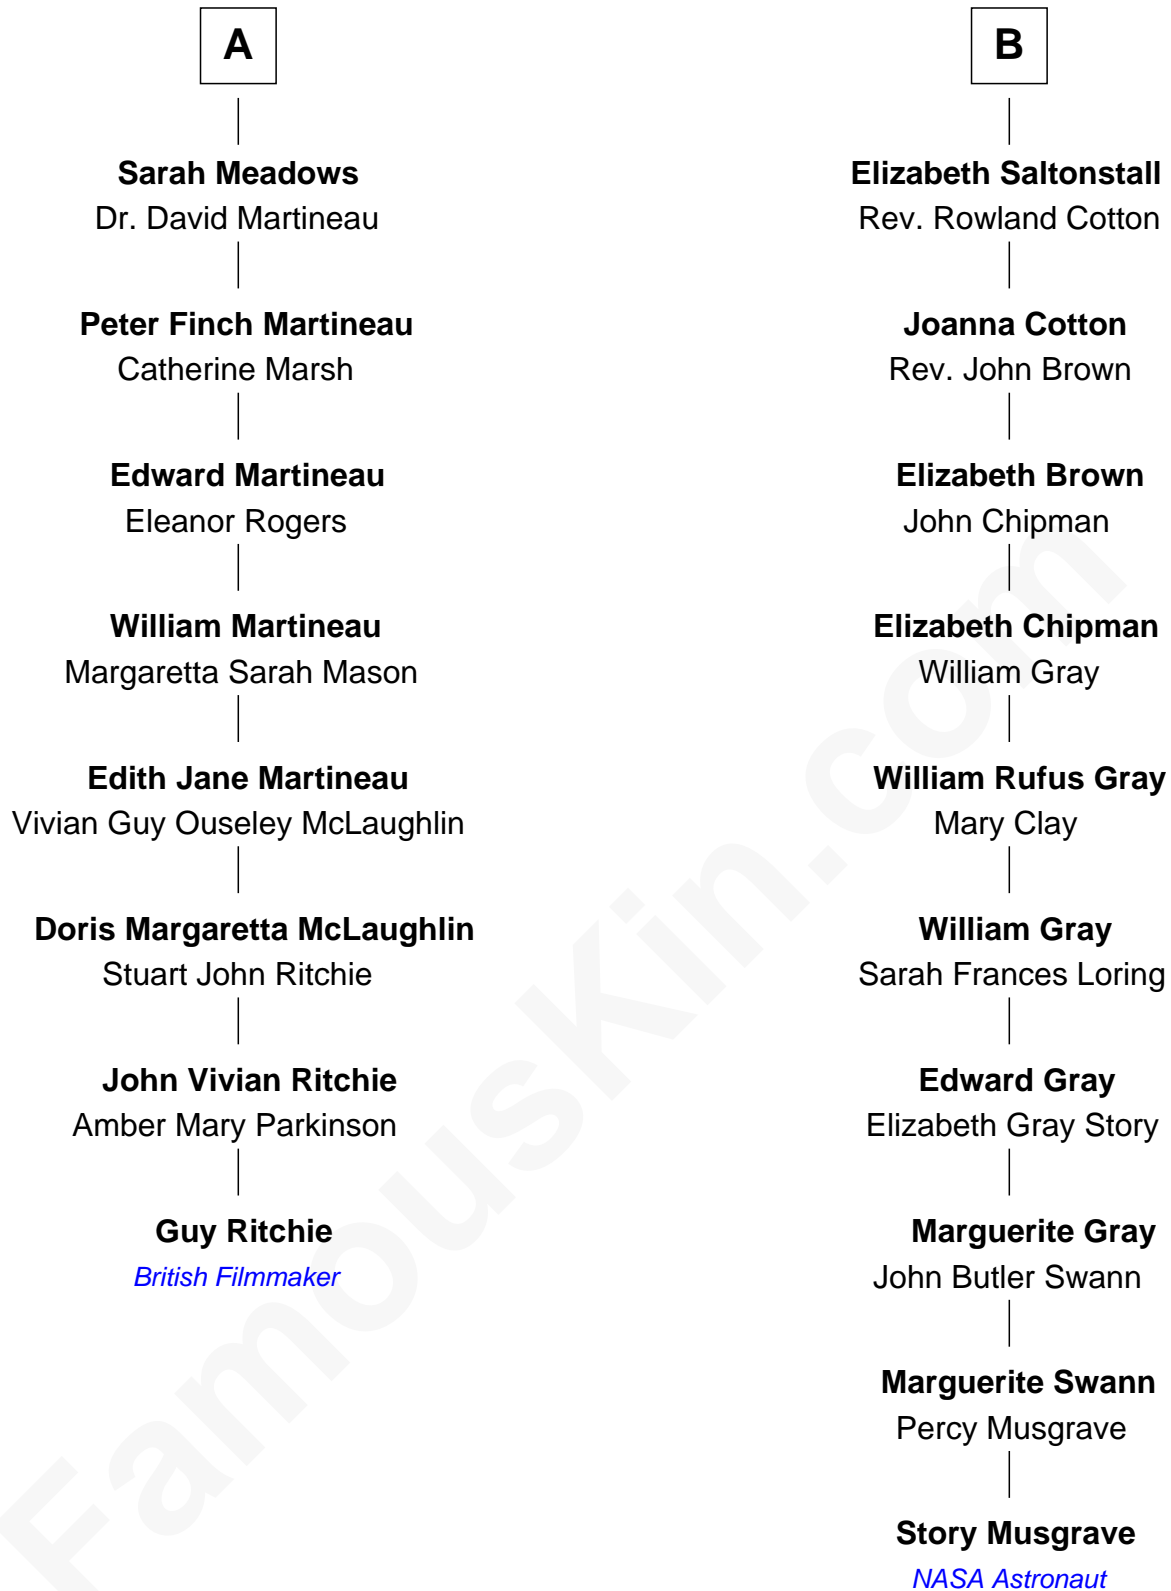 A
Sarah Meadows
Dr. David Martineau
Peter Finch Martineau
Catherine Marsh
Edward Martineau
Eleanor Rogers
William Martineau
Margaretta Sarah Mason
Edith Jane Martineau
Vivian Guy Ouseley McLaughlin
Doris Margaretta McLaughlin
Stuart John Ritchie
John Vivian Ritchie
Amber Mary Parkinson
Guy Ritchie
British Filmmaker
B
Elizabeth Saltonstall
Rev. Rowland Cotton
Joanna Cotton
Rev. John Brown
Elizabeth Brown
John Chipman
Elizabeth Chipman
William Gray
William Rufus Gray
Mary Clay
William Gray
Sarah Frances Loring
Edward Gray
Elizabeth Gray Story
Marguerite Gray
John Butler Swann
Marguerite Swann
Percy Musgrave
Story Musgrave
NASA Astronaut
FamousKin.com